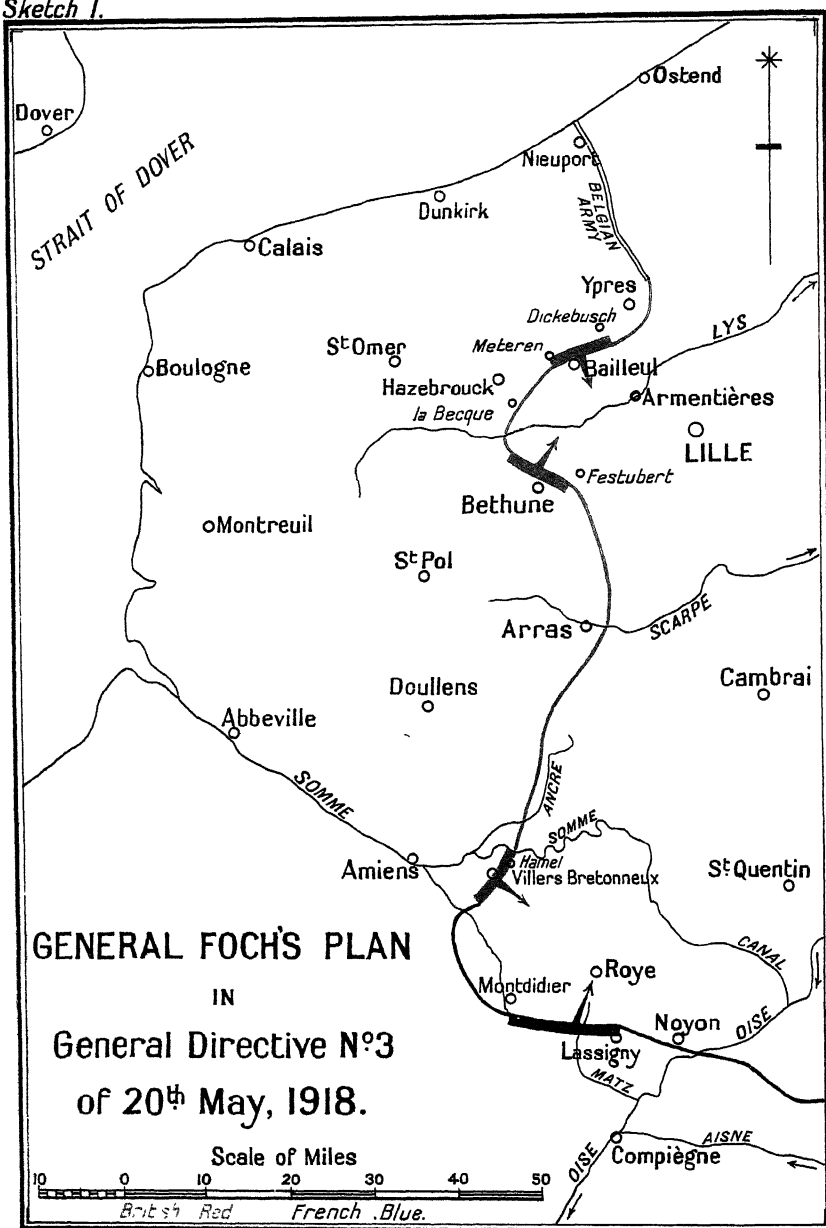 Sketch 1.
Ostend
Dover
Nieuport
STRAIT OF DOVER
BELGIAN
ARMY
Dunkirk
Calais
Ypres
Dickebusch
LYS
St Omer
Meteren
Boulogne
Bailleul
Hazebrouck
Armentières
la Becque
LILLE
Festubert
Bethune
Montreuil
St Pol
SCARPE
Arras
Cambrai
Doullens
Abbeville
ANCRE
SOMME
SOMME
Amiens
Hamel
Villers Bretonneux
St Quentin
GENERAL FOCH'S PLAN
IN
General Directive No3
of 20th May, 1918.
CANAL
Roye
Montdidier
OISE
Noyon
Lassigny
MATZ
AISNE
Compiègne
OISE
Scale of Miles
10 0 10 20 30 40 50
British Red French Blue.